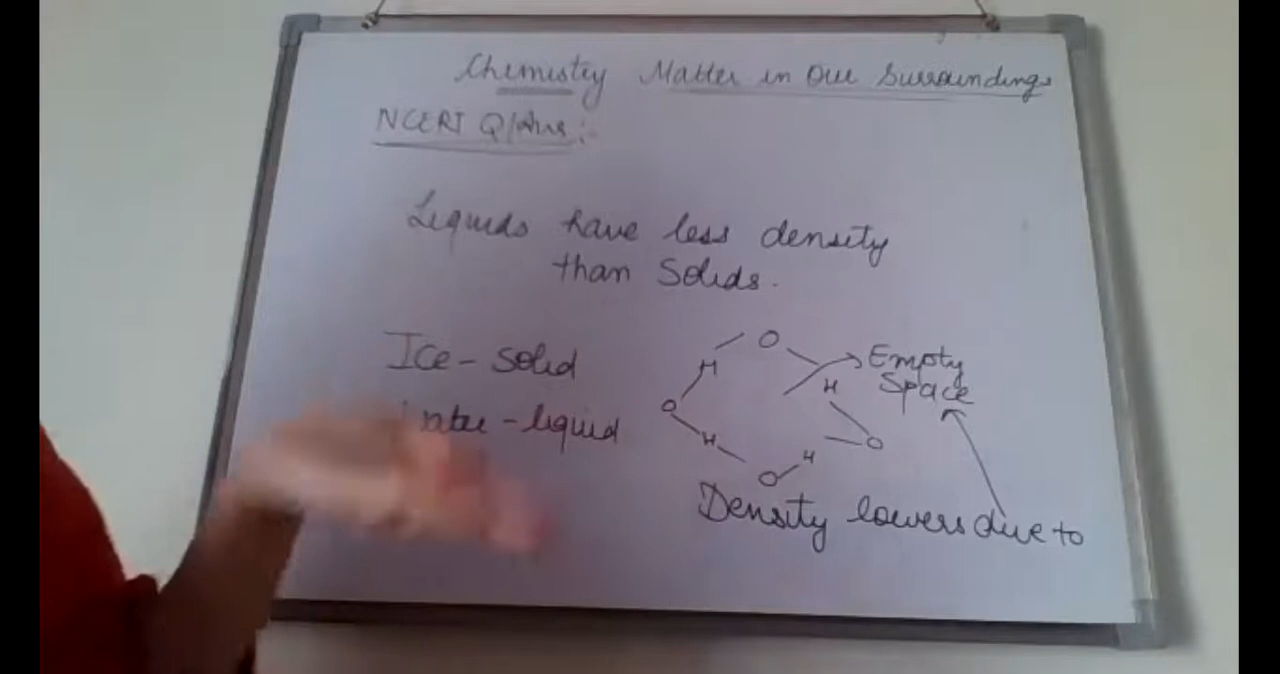 Chemistry Matter in Our Surroundings
NCERT Q/Ans:-
Liquids have less density
than Solids.
Ice - Solid
Water - liquid
O
H
H
O
H
O
H
O
Empty
Space
Density lowers due to